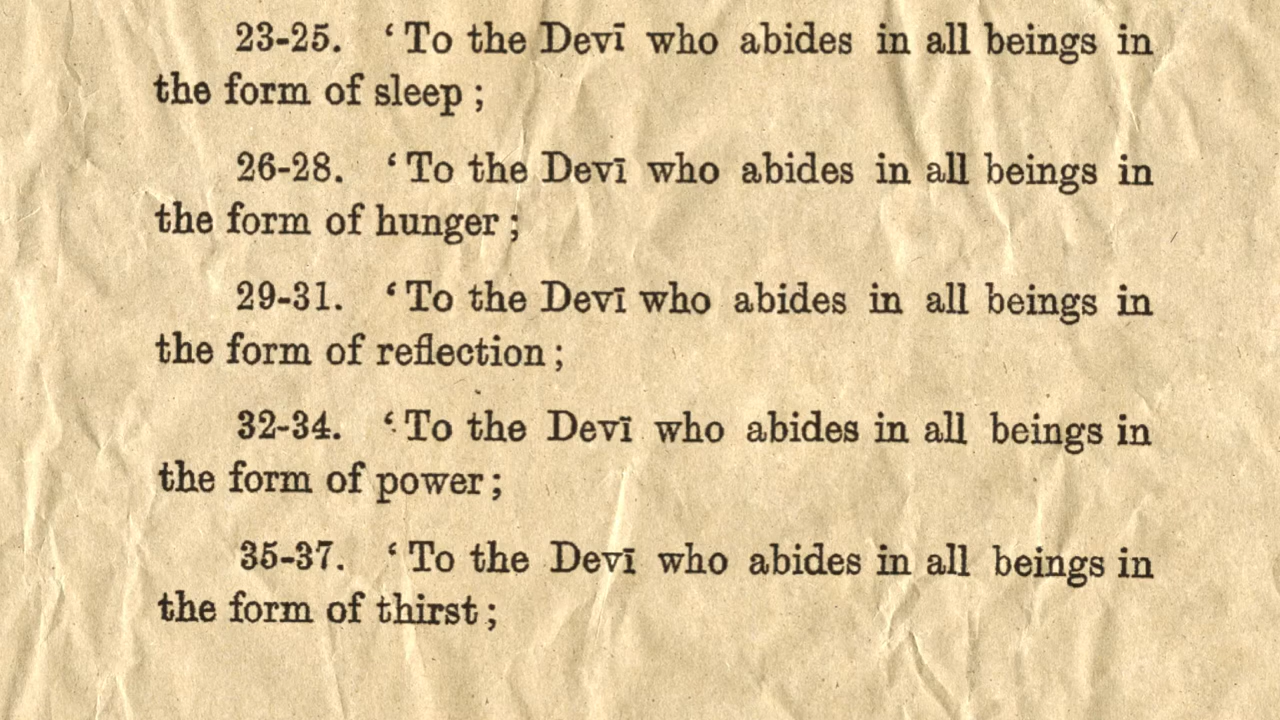 23-25. ‘To the Devī who abides in all beings in
the form of sleep ;
26-28. ‘To the Devī who abides in all beings in
the form of hunger ;
29-31. ‘To the Devī who abides in all beings in
the form of reflection ;
32-34. ‘To the Devī who abides in all beings in
the form of power ;
35-37. ‘To the Devī who abides in all beings in
the form of thirst ;